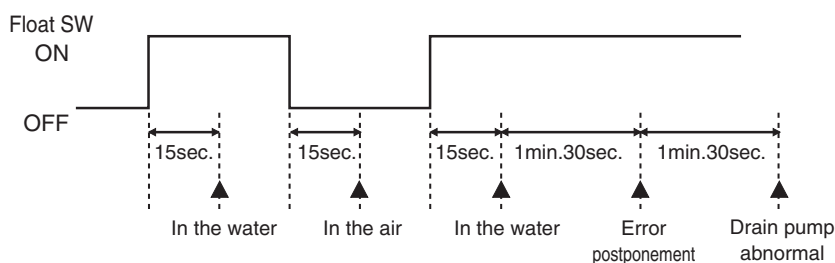 Float SW
ON
OFF
15sec. 15sec. 15sec. 1min.30sec. 1min.30sec.
In the water In the air In the water Error Drain pump
postponement abnormal